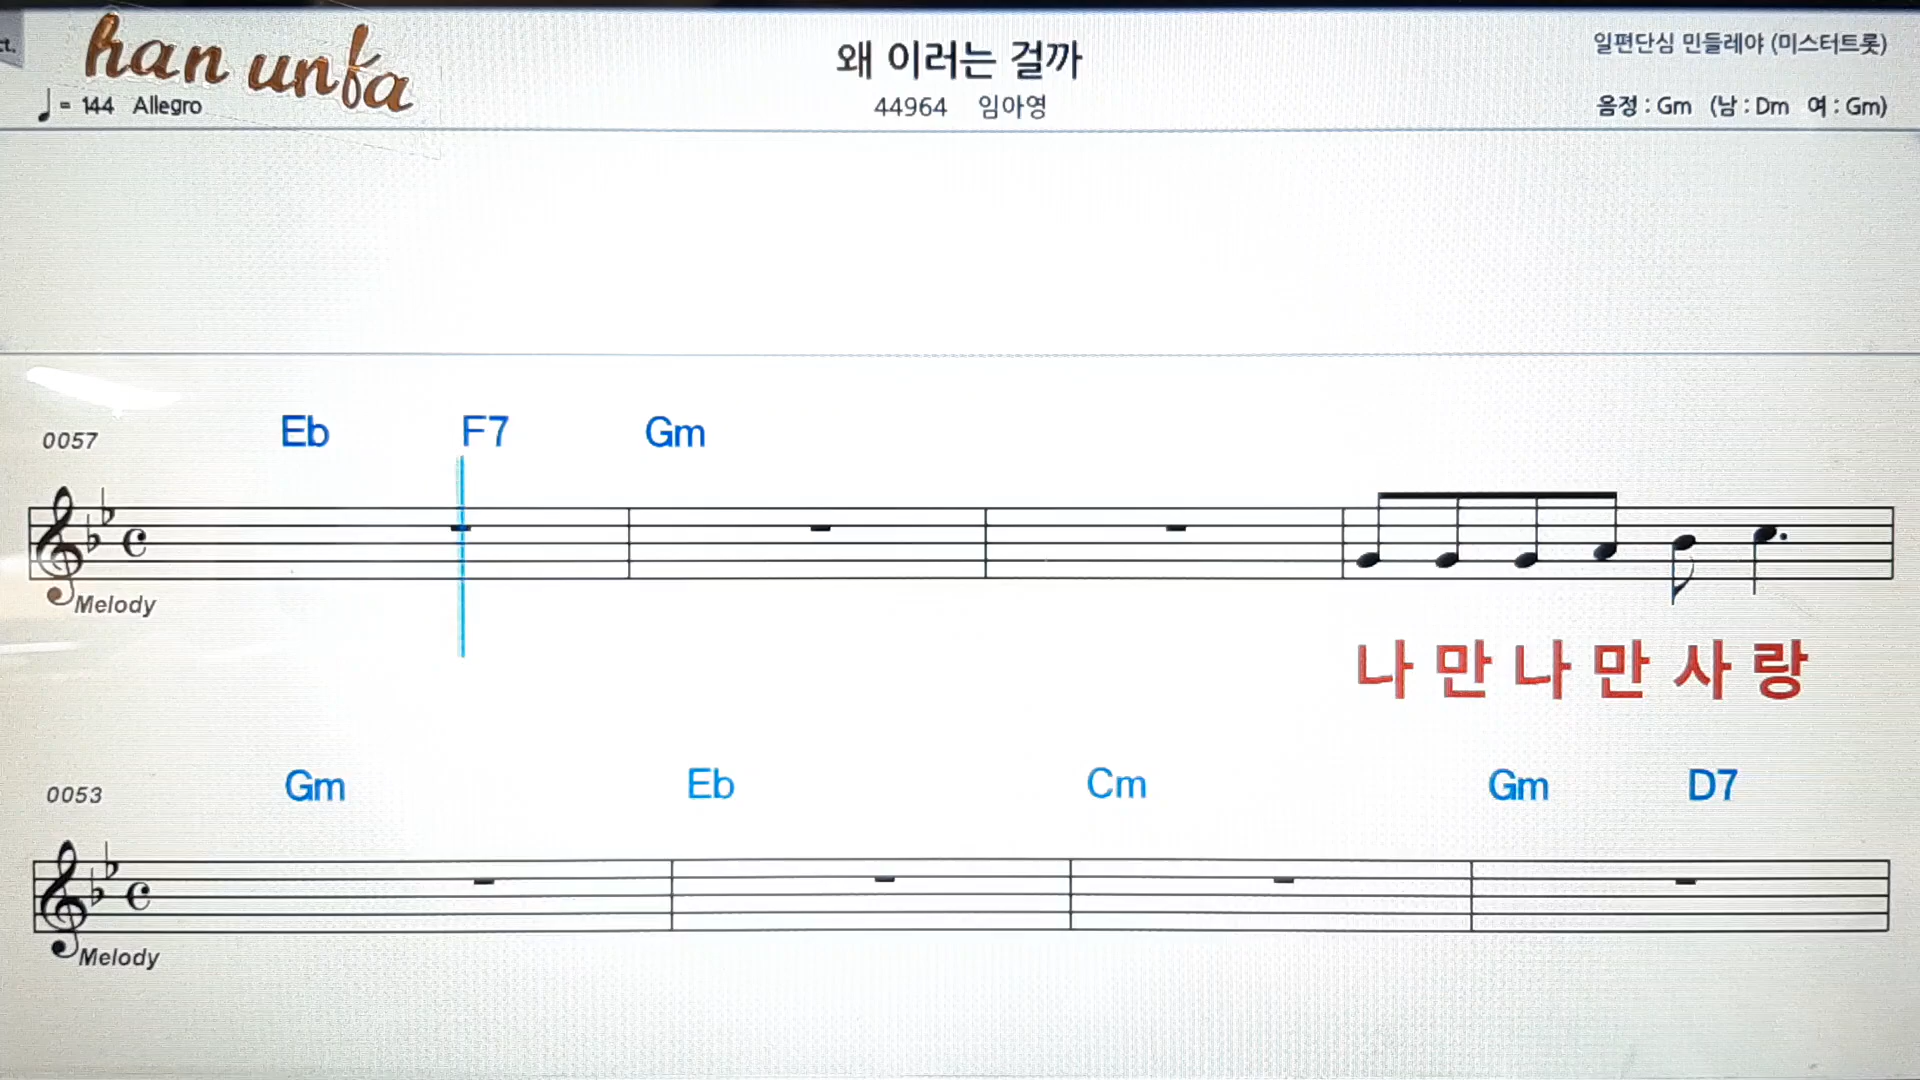 ct.
han unfa
왜 이러는 걸까
일편단심 민들레야 (미스터트롯)
= 144 Allegro
44964 임아영
음정 : Gm (남 : Dm 여 : Gm)
0057 Eb F7 Gm
Melody
나 만 나 만 사 랑
0053 Gm Eb Cm Gm D7
Melody